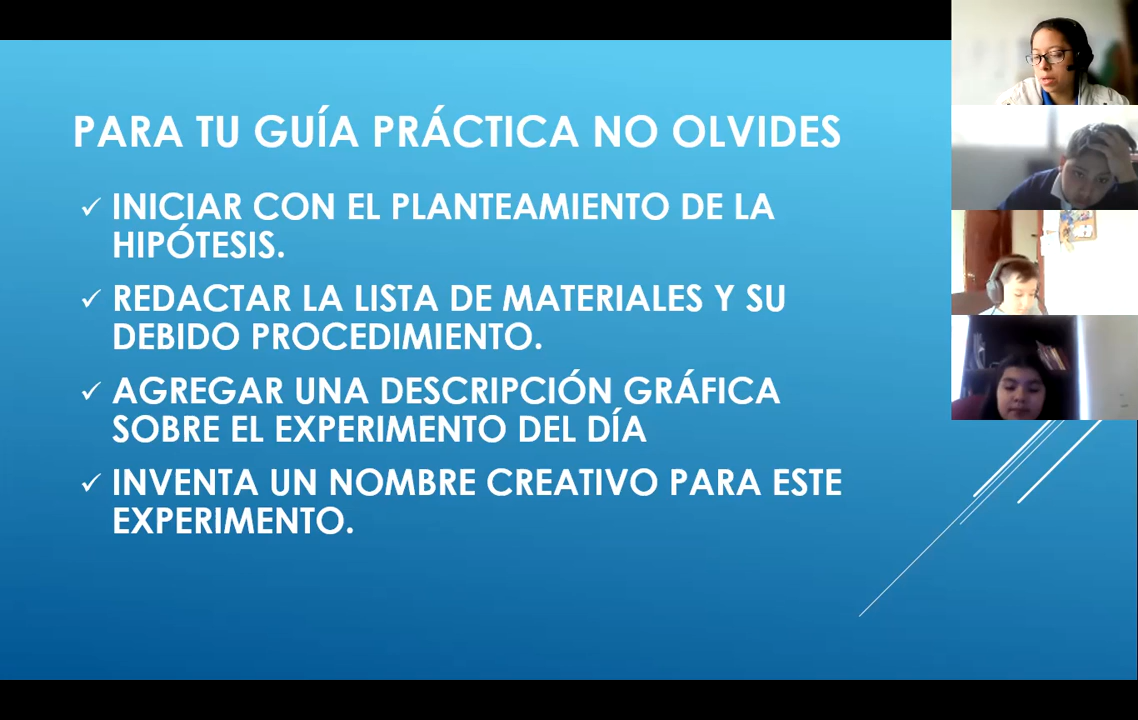 PARA TU GUÍA PRÁCTICA NO OLVIDES
✓ INICIAR CON EL PLANTEAMIENTO DE LA
HIPÓTESIS.
✓ REDACTAR LA LISTA DE MATERIALES Y SU
DEBIDO PROCEDIMIENTO.
✓ AGREGAR UNA DESCRIPCIÓN GRÁFICA
SOBRE EL EXPERIMENTO DEL DÍA
✓ INVENTA UN NOMBRE CREATIVO PARA ESTE
EXPERIMENTO.